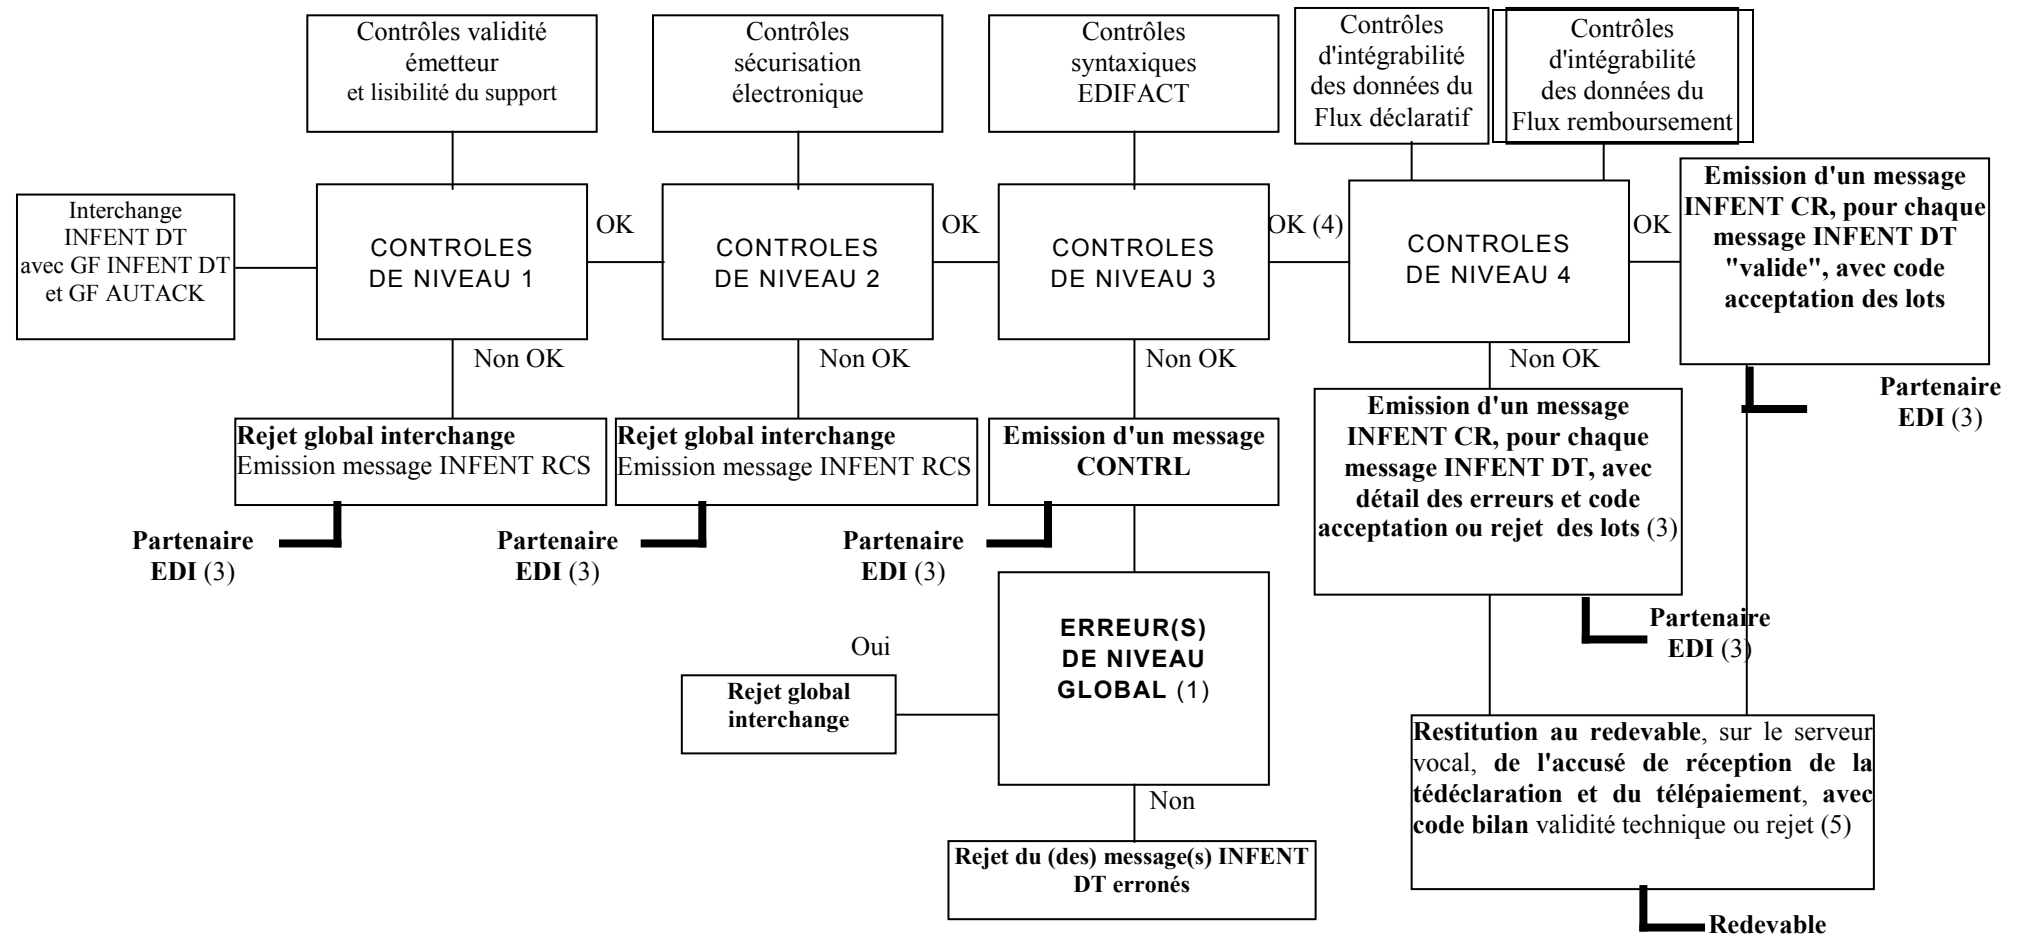 Contrôles validité
émetteur
et lisibilité du support
Contrôles
sécurisation
électronique
Contrôles
syntaxiques
EDIFACT
Contrôles
d'intégrabilité
des données du
Flux déclaratif
Contrôles
d'intégrabilité
des données du
Flux remboursement
Interchange
INFENT DT
avec GF INFENT DT
et GF AUTACK
CONTROLES
DE NIVEAU 1
OK
CONTROLES
DE NIVEAU 2
OK
CONTROLES
DE NIVEAU 3
OK (4)
CONTROLES
DE NIVEAU 4
OK
Emission d'un message
INFENT CR, pour chaque
message INFENT DT
"valide", avec code
acceptation des lots
Non OK
Non OK
Non OK
Non OK
Partenaire
EDI (3)
Rejet global interchange
Emission message INFENT RCS
Rejet global interchange
Emission message INFENT RCS
Emission d'un message
CONTRL
Emission d'un message
INFENT CR, pour chaque
message INFENT DT, avec
détail des erreurs et code
acceptation ou rejet des lots (3)
Partenaire
EDI (3)
Partenaire
EDI (3)
Partenaire
EDI (3)
Partenaire
EDI (3)
ERREUR(S)
DE NIVEAU
GLOBAL (1)
Oui
Rejet global
interchange
Non
Rejet du (des) message(s) INFENT
DT erronés
Restitution au redevable, sur le serveur
vocal, de l'accusé de réception de la
tédéclaration et du télépaiement, avec
code bilan validité technique ou rejet (5)
Redevable